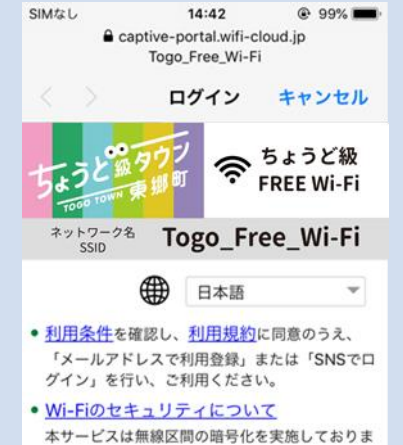 SIMなし 14:42 99%
captive-portal.wifi-cloud.jp
Togo_Free_Wi-Fi
ログイン キャンセル
ちょうど級タウン
TOGO TOWN 東郷町
ちょうど級
FREE Wi-Fi
ネットワーク名
SSID
Togo_Free_Wi-Fi
日本語
• 利用条件を確認し、利用規約に同意のうえ、
「メールアドレスで利用登録」または「SNSでロ
グイン」を行い、ご利用ください。
• Wi-Fiのセキュリティについて
本サービスは無線区間の暗号化を実施しておりま